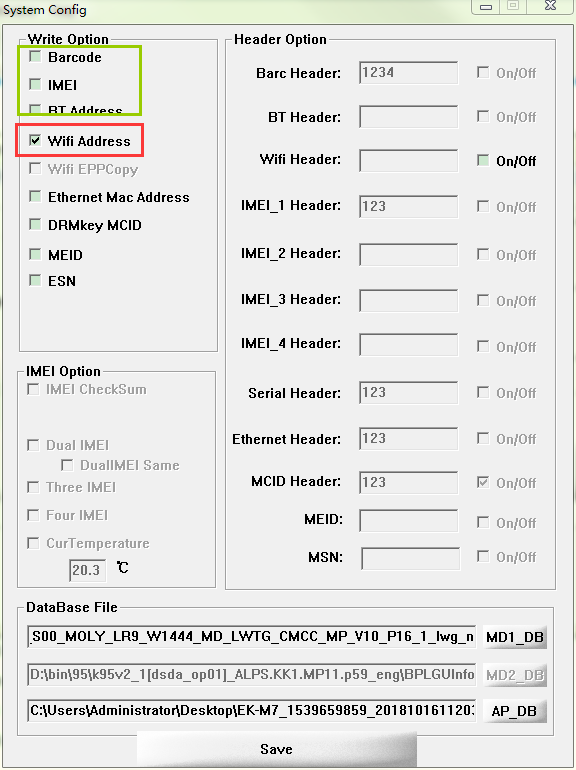 System Config
Write Option
Barcode
IMEI
BT Address
Wifi Address
Wifi EPPCopy
Ethernet Mac Address
DRMkey MCID
MEID
ESN
IMEI Option
IMEI CheckSum
Dual IMEI
DualIMEI Same
Three IMEI
Four IMEI
CurTemperature
20.3 ℃
Header Option
Barc Header: 1234 On/Off
BT Header: On/Off
Wifi Header: On/Off
IMEI_1 Header: 123 On/Off
IMEI_2 Header: On/Off
IMEI_3 Header: On/Off
IMEI_4 Header: On/Off
Serial Header: 123 On/Off
Ethernet Header: 123 On/Off
MCID Header: 123 On/Off
MEID: On/Off
MSN: On/Off
DataBase File
_S00_MOLY_LR9_W1444_MD_LWTG_CMCC_MP_V10_P16_1_lwg_n MD1_DB
D:\bin\95\k95v2_1[dsda_op01]_ALPS.KK1.MP11.p59_eng\BPLGUInfo MD2_DB
C:\Users\Administrator\Desktop\EK-M7_1539659859_2018101611203 AP_DB
Save